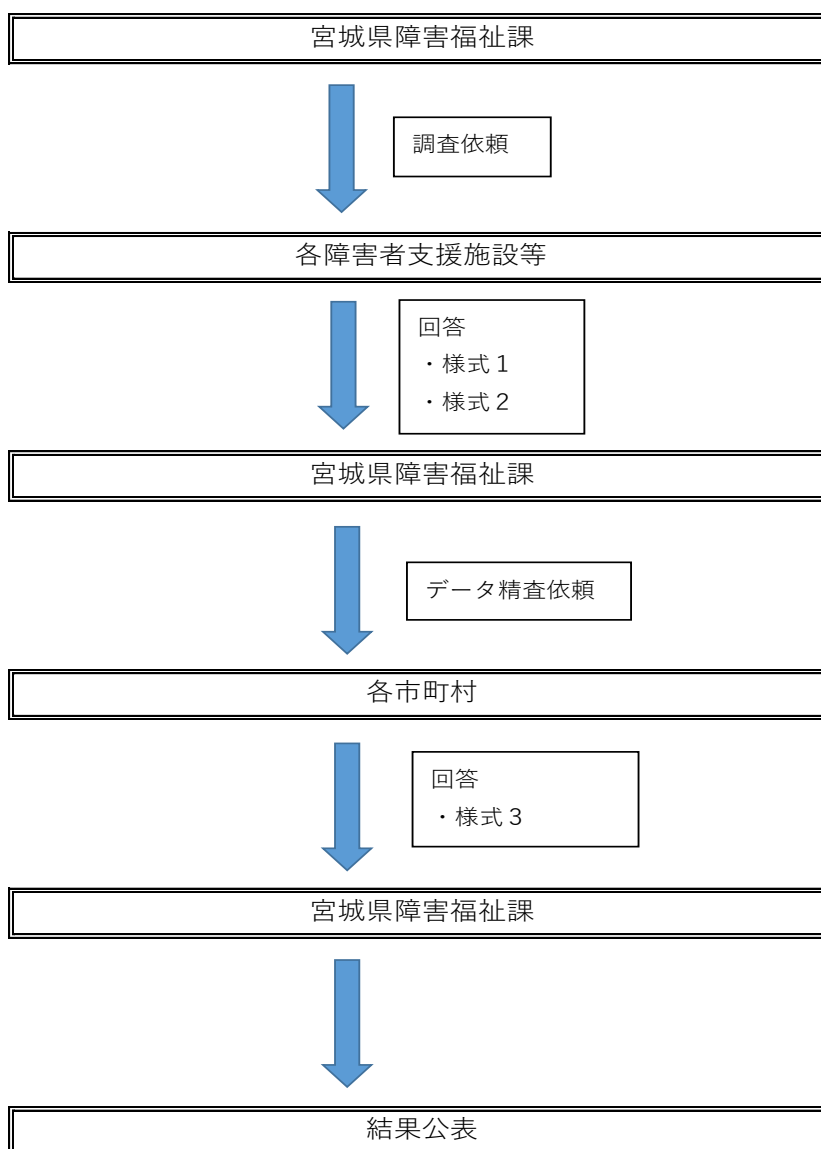 宮城県障害福祉課
調査依頼
各障害者支援施設等
回答
・様式１
・様式２
宮城県障害福祉課
データ精査依頼
各市町村
回答
・様式３
宮城県障害福祉課
結果公表